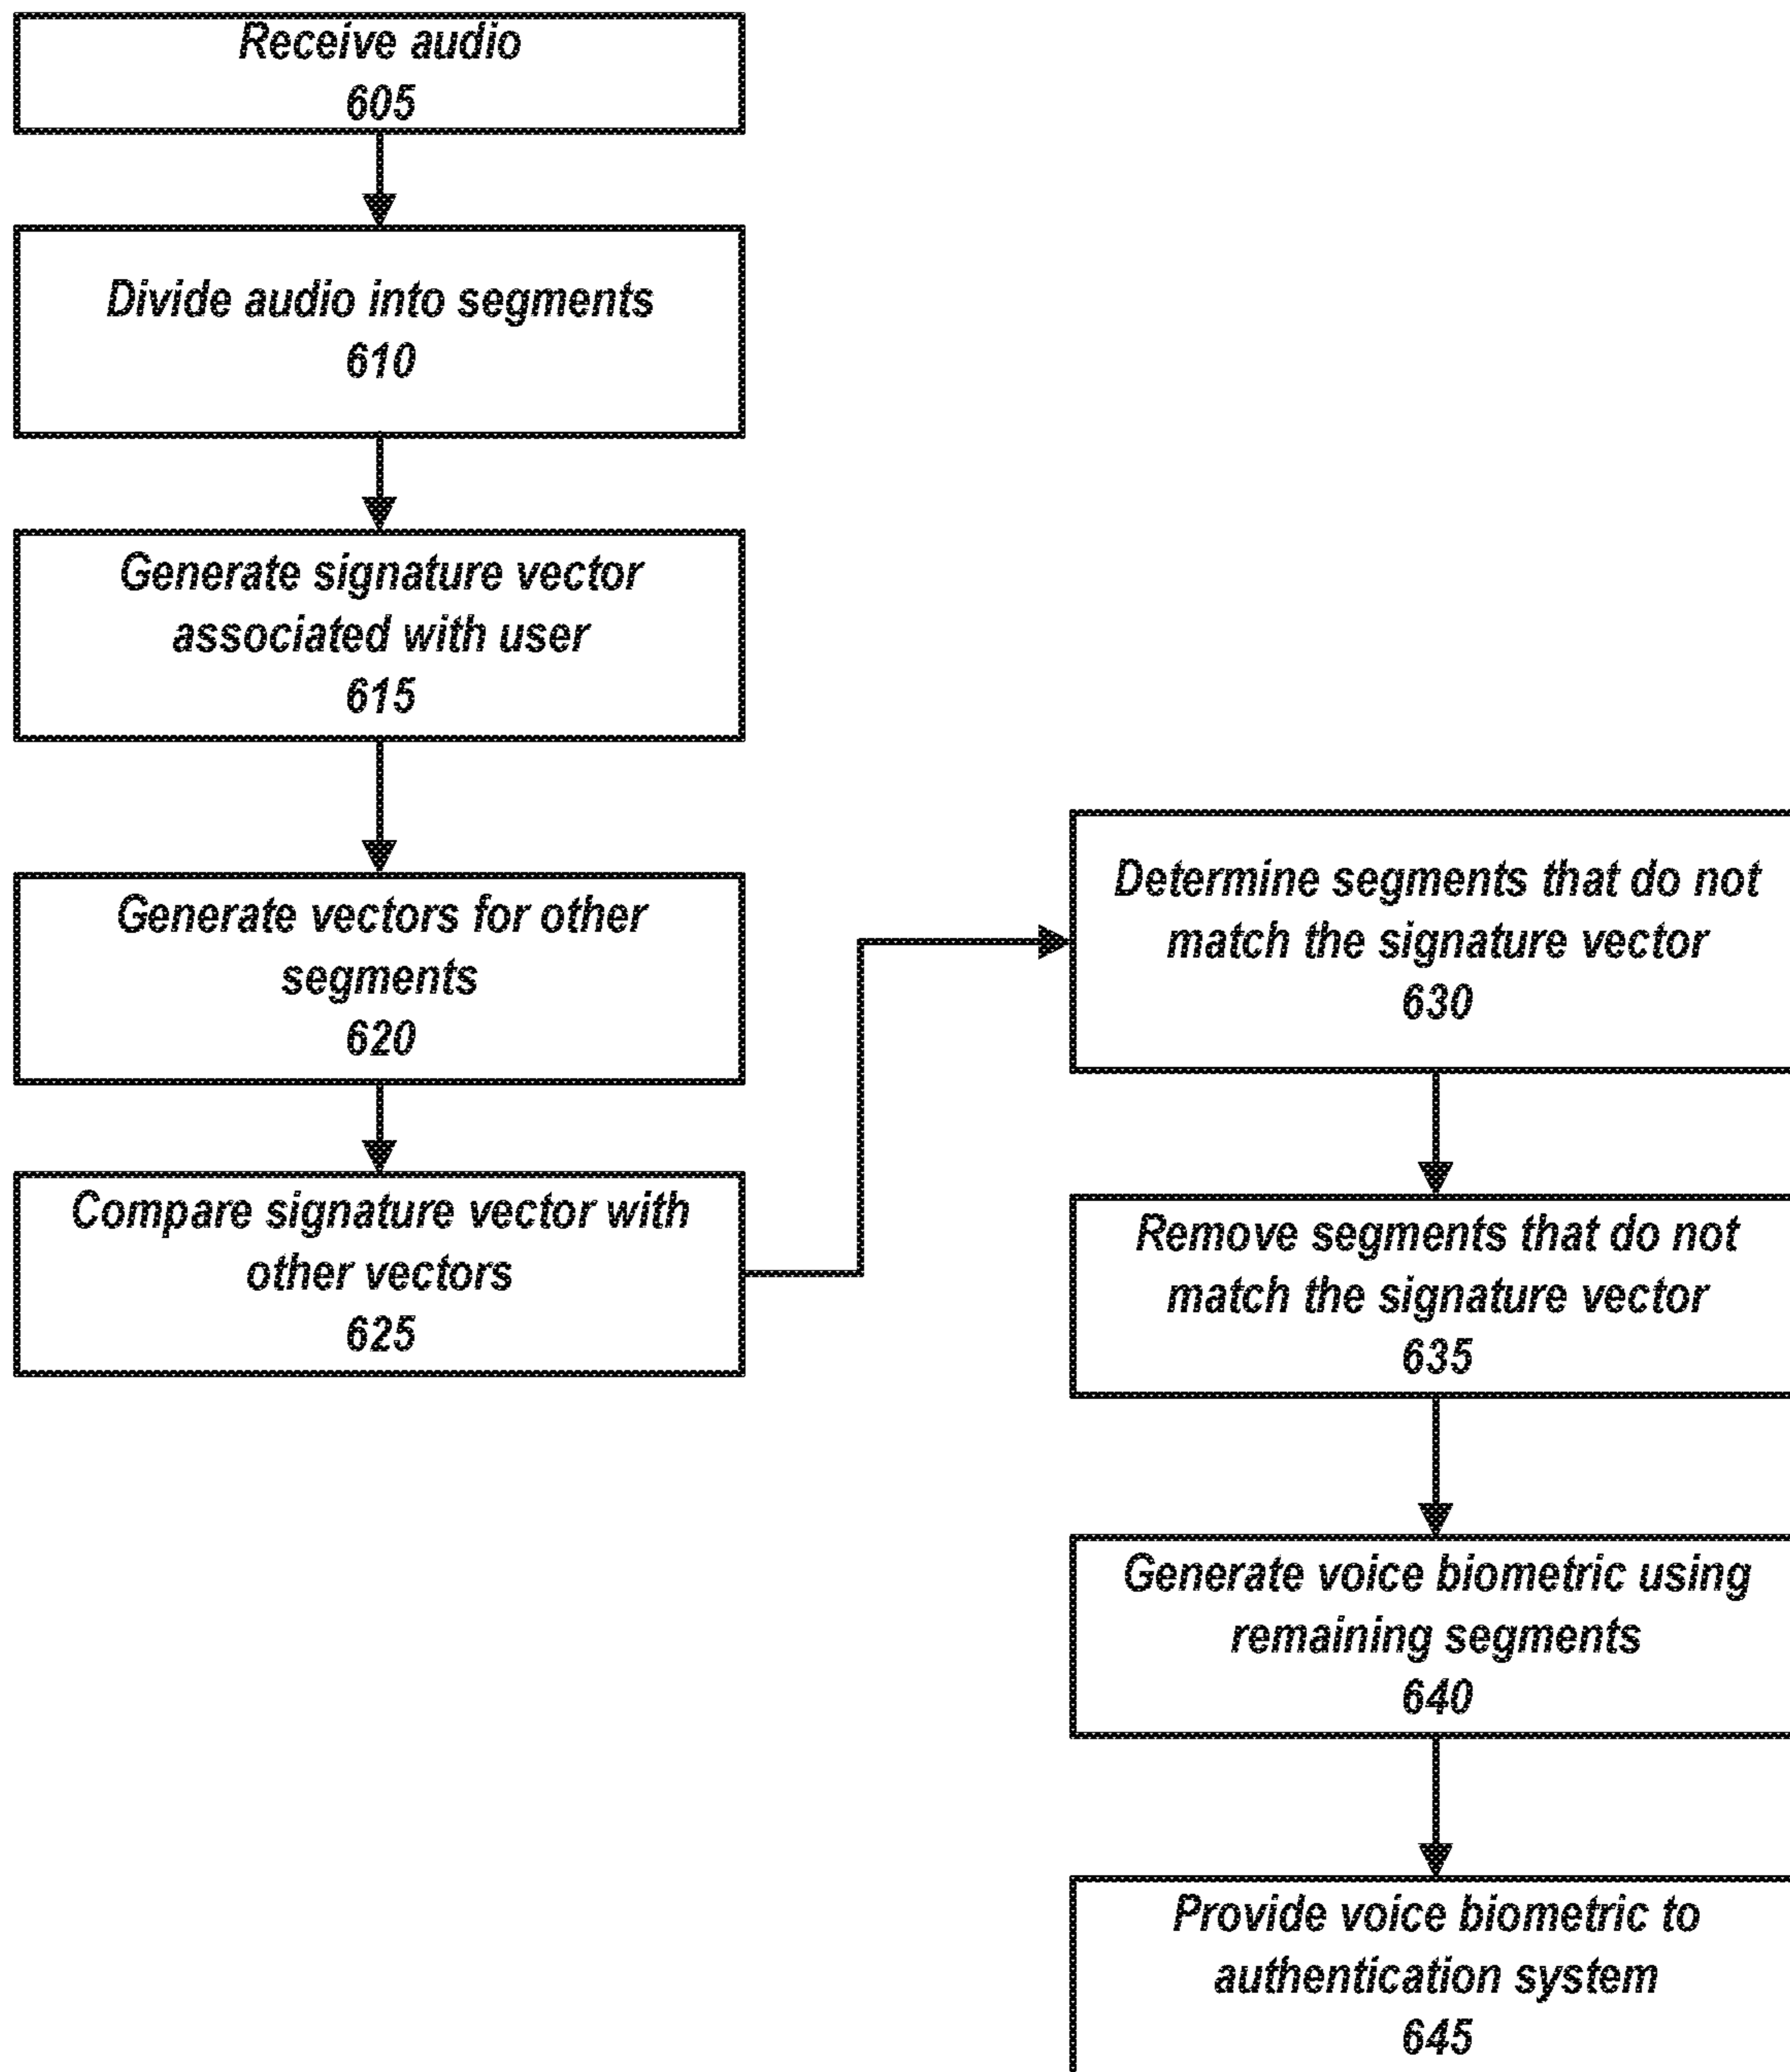 Receive audio
605
Divide audio into segments
610
Generate signature vector
associated with user
615
Generate vectors for other
segments
620
Compare signature vector with
other vectors
625
Determine segments that do not
match the signature vector
630
Remove segments that do not
match the signature vector
635
Generate voice biometric using
remaining segments
640
Provide voice biometric to
authentication system
645